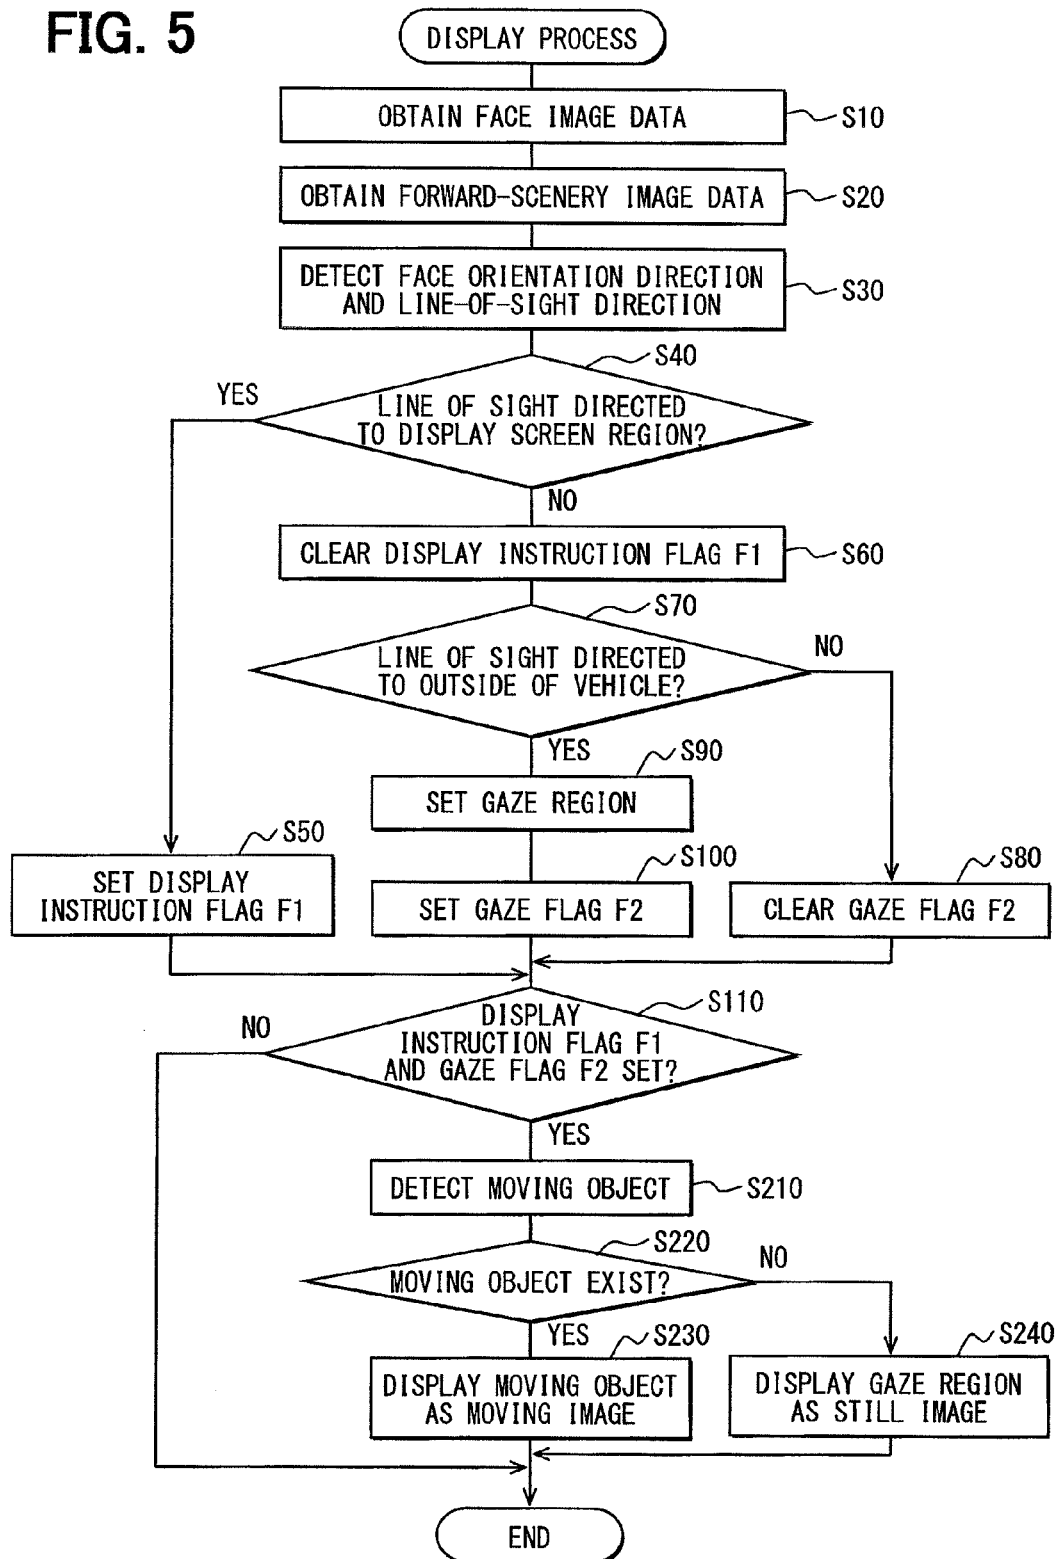 FIG. 5
DISPLAY PROCESS
OBTAIN FACE IMAGE DATA
S10
OBTAIN FORWARD-SCENERY IMAGE DATA
S20
DETECT FACE ORIENTATION DIRECTION
AND LINE-OF-SIGHT DIRECTION
S30
S40
YES
LINE OF SIGHT DIRECTED
TO DISPLAY SCREEN REGION?
NO
CLEAR DISPLAY INSTRUCTION FLAG F1
S60
S70
LINE OF SIGHT DIRECTED
TO OUTSIDE OF VEHICLE?
NO
YES
S90
SET GAZE REGION
S50
SET DISPLAY
INSTRUCTION FLAG F1
S100
SET GAZE FLAG F2
S80
CLEAR GAZE FLAG F2
S110
NO
DISPLAY
INSTRUCTION FLAG F1
AND GAZE FLAG F2 SET?
YES
DETECT MOVING OBJECT
S210
S220
MOVING OBJECT EXIST?
NO
YES
S230
DISPLAY MOVING OBJECT
AS MOVING IMAGE
S240
DISPLAY GAZE REGION
AS STILL IMAGE
END